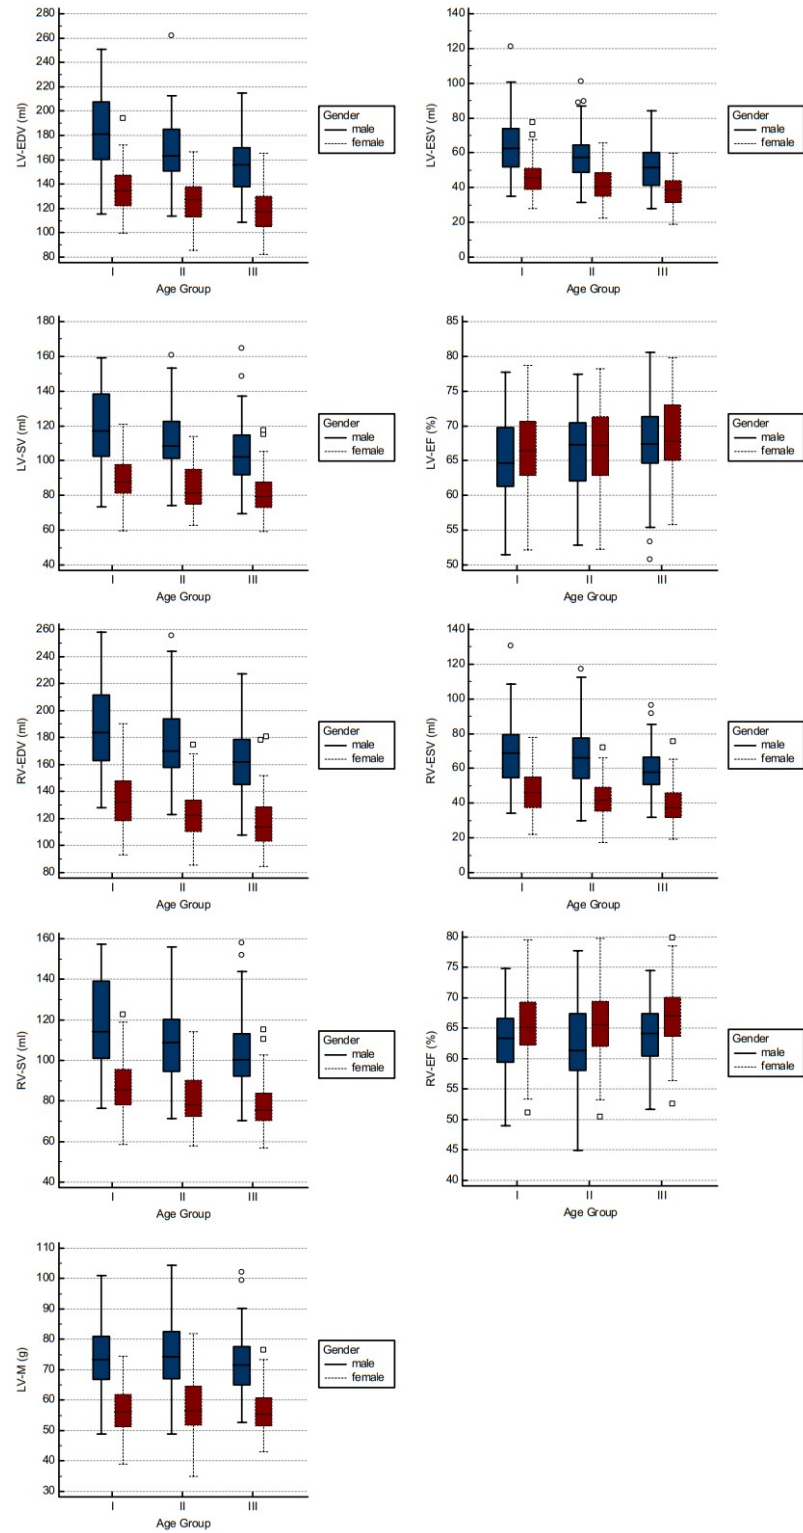 LV-EDV (ml)
280
260
240
220
200
180
160
140
120
100
80
I II III
Age Group
Gender
male
female
LV-ESV (ml)
140
120
100
80
60
40
20
0
I II III
Age Group
Gender
male
female
LV-SV (ml)
180
160
140
120
100
80
60
40
I II III
Age Group
Gender
male
female
LV-EF (%)
85
80
75
70
65
60
55
50
I II III
Age Group
Gender
male
female
RV-EDV (ml)
260
240
220
200
180
160
140
120
100
80
I II III
Age Group
Gender
male
female
RV-ESV (ml)
140
120
100
80
60
40
20
0
I II III
Age Group
Gender
male
female
RV-SV (ml)
160
140
120
100
80
60
40
I II III
Age Group
Gender
male
female
RV-EF (%)
80
75
70
65
60
55
50
45
40
I II III
Age Group
Gender
male
female
LV-M (g)
110
100
90
80
70
60
50
40
30
I II III
Age Group
Gender
male
female